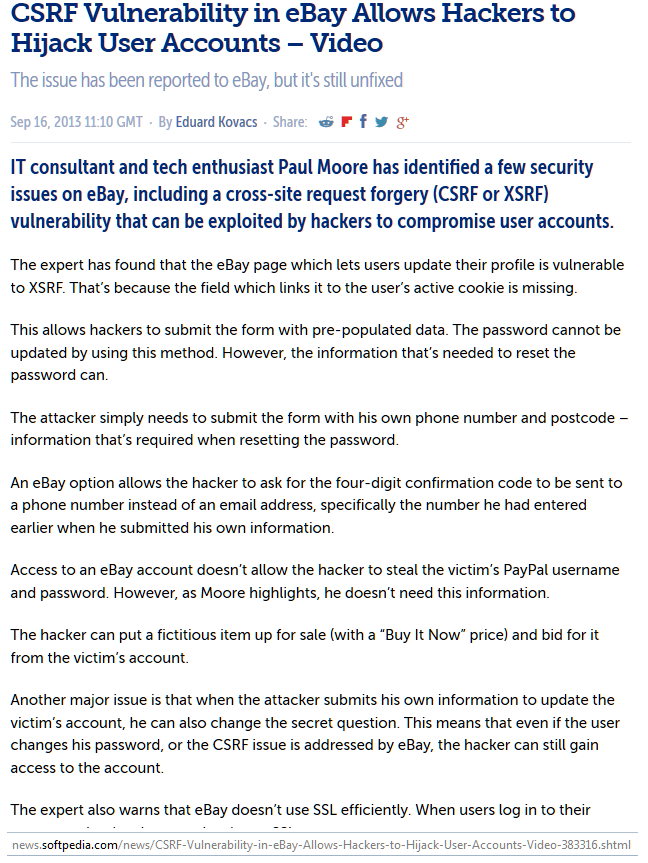 CSRF Vulnerability in eBay Allows Hackers to
Hijack User Accounts – Video
The issue has been reported to eBay, but it's still unfixed
Sep 16, 2013 11:10 GMT · By Eduard Kovacs · Share: g+
IT consultant and tech enthusiast Paul Moore has identified a few security
issues on eBay, including a cross-site request forgery (CSRF or XSRF)
vulnerability that can be exploited by hackers to compromise user accounts.
The expert has found that the eBay page which lets users update their profile is vulnerable
to XSRF. That’s because the field which links it to the user’s active cookie is missing.
This allows hackers to submit the form with pre-populated data. The password cannot be
updated by using this method. However, the information that’s needed to reset the
password can.
The attacker simply needs to submit the form with his own phone number and postcode –
information that’s required when resetting the password.
An eBay option allows the hacker to ask for the four-digit confirmation code to be sent to
a phone number instead of an email address, specifically the number he had entered
earlier when he submitted his own information.
Access to an eBay account doesn’t allow the hacker to steal the victim’s PayPal username
and password. However, as Moore highlights, he doesn’t need this information.
The hacker can put a fictitious item up for sale (with a “Buy It Now” price) and bid for it
from the victim’s account.
Another major issue is that when the attacker submits his own information to update the
victim’s account, he can also change the secret question. This means that even if the user
changes his password, or the CSRF issue is addressed by eBay, the hacker can still gain
access to the account.
The expert also warns that eBay doesn’t use SSL efficiently. When users log in to their
news.softpedia.com/news/CSRF-Vulnerability-in-eBay-Allows-Hackers-to-Hijack-User-Accounts-Video-383316.shtml